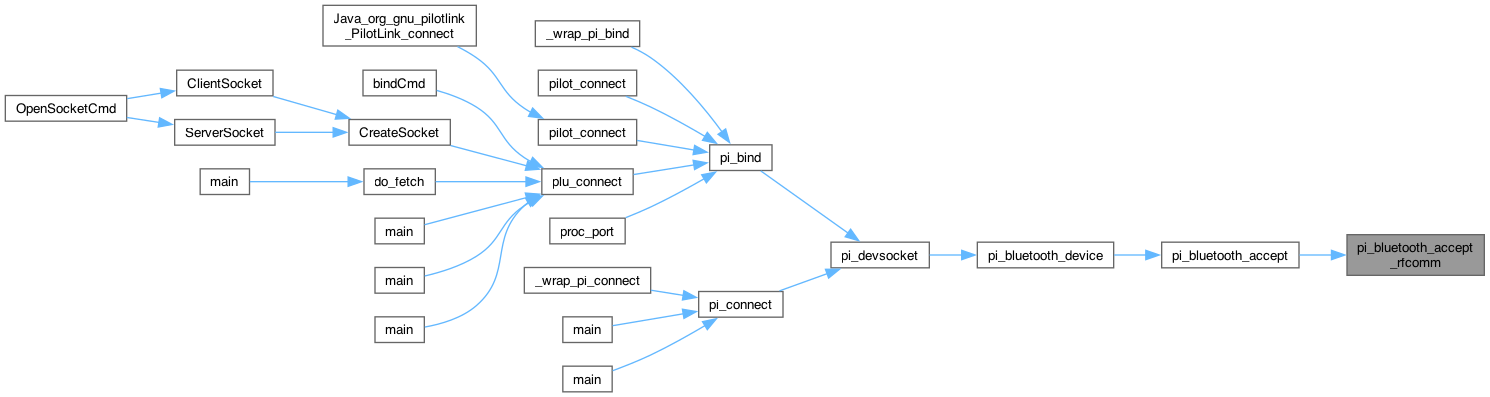 Java_org_gnu_pilotlink
_PilotLink_connect
_wrap_pi_bind
ClientSocket
bindCmd
pilot_connect
OpenSocketCmd
ServerSocket
CreateSocket
pilot_connect
pi_bind
main
do_fetch
plu_connect
main
proc_port
pi_devsocket
pi_bluetooth_device
pi_bluetooth_accept
pi_bluetooth_accept
_rfcomm
main
_wrap_pi_connect
pi_connect
main
main
main